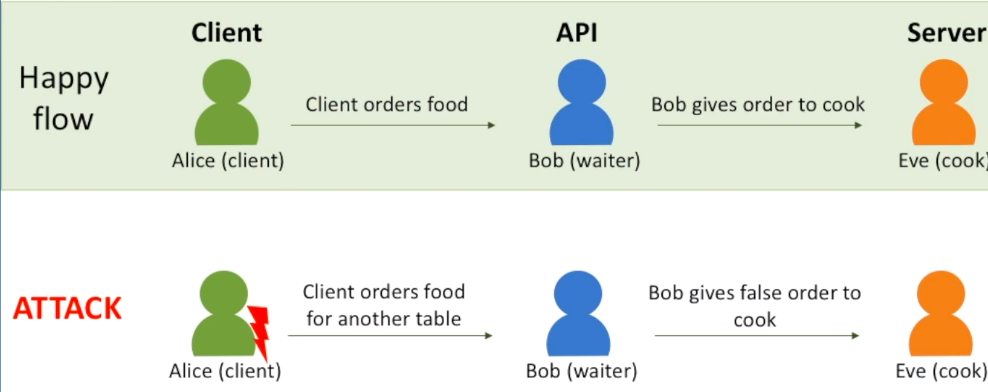 Client
API
Server
Happy
flow
Client orders food
Bob gives order to cook
Alice (client)
Bob (waiter)
Eve (cook)
ATTACK
Client orders food
for another table
Bob gives false order to
cook
Alice (client)
Bob (waiter)
Eve (cook)